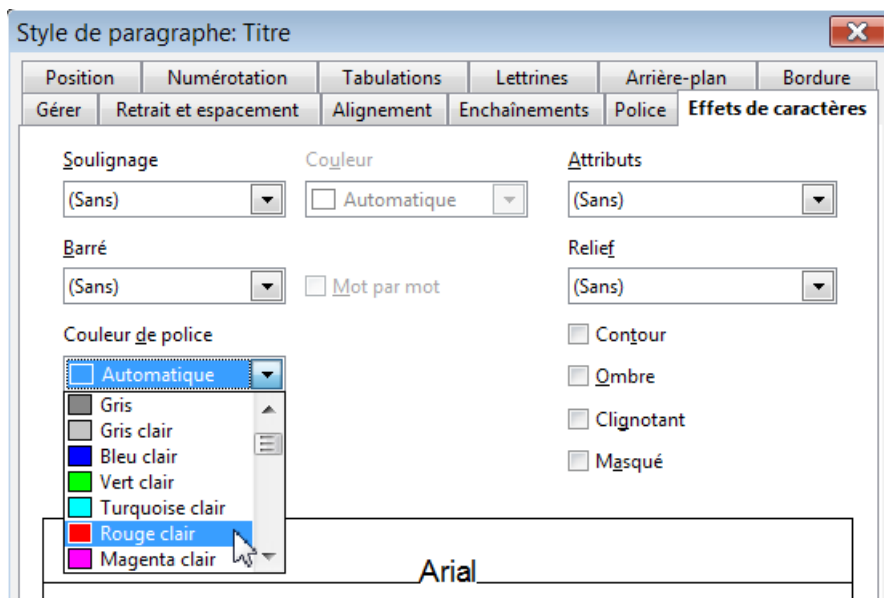 Style de paragraphe: Titre
Position Numérotation Tabulations Lettrines Arrière-plan Bordure
Gérer Retrait et espacement Alignement Enchaînements Police Effets de caractères
Soulignage Couleur Attributs
(Sans) Automatique (Sans)
Barré Relief
(Sans) Mot par mot (Sans)
Couleur de police Contour
Automatique Ombre
Gris
Gris clair Clignotant
Bleu clair Masqué
Vert clair
Turquoise clair
Rouge clair
Magenta clair
Arial